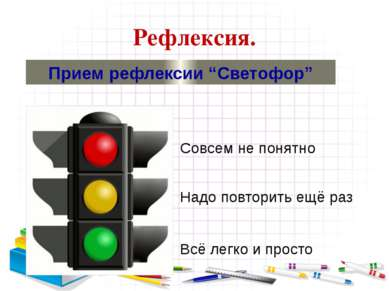 Рефлексия.
Прием рефлексии “Светофор”
Совсем не понятно
Надо повторить ещё раз
Всё легко и просто